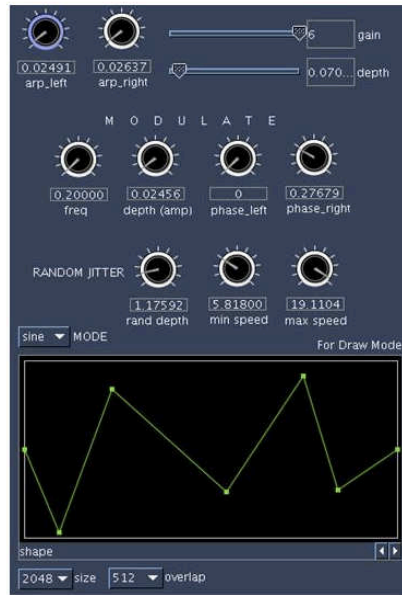 6 gain
0.02491 0.02637
arp_left arp_right
0.070... depth
M O D U L A T E
0.20000 0.02456 0 0.27679
freq depth (amp) phase_left phase_right
RANDOM JITTER
1.17592 5.81800 19.1104
rand depth min speed max speed
sine MODE
For Draw Mode
shape
2048 size 512 overlap